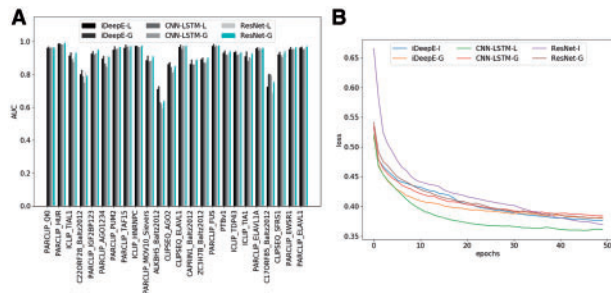 A
iDeepE-L CNN-LSTM-L ResNet-L
iDeepE-G CNN-LSTM-G ResNet-G
1.0
0.8
0.6
0.4
0.2
0.0
AUC
PARCLIP_QKI
PARCLIP_HUR
ICLIP_TIAL1
C22ORF28_Baltz2012
PARCLIP_IGF2BP123
PARCLIP_AGO1234
PARCLIP_PUM2
PARCLIP_TAF15
ICLIP_HNRNPC
PARCLIP_MOV10_Sievers
ALKBH5_Baltz2012
CLIPSEQ_AGO2
CLIPSEQ_ELAVL1
CAPRIN1_Baltz2012
ZC3H7B_Baltz2012
PARCLIP_FUS
PTBv1
ICLIP_TDP43
ICLIP_TIA1
PARCLIP_ELAVL1A
C17ORF85_Baltz2012
CLIPSEQ_SFRS1
PARCLIP_EWSR1
PARCLIP_ELAVL1
B
iDeepE-l CNN-LSTM-L ResNet-l
iDeepE-G CNN-LSTM-G ResNet-G
0.65
0.60
0.55
0.50
0.45
0.40
0.35
loss
0 10 20 30 40 50
epochs